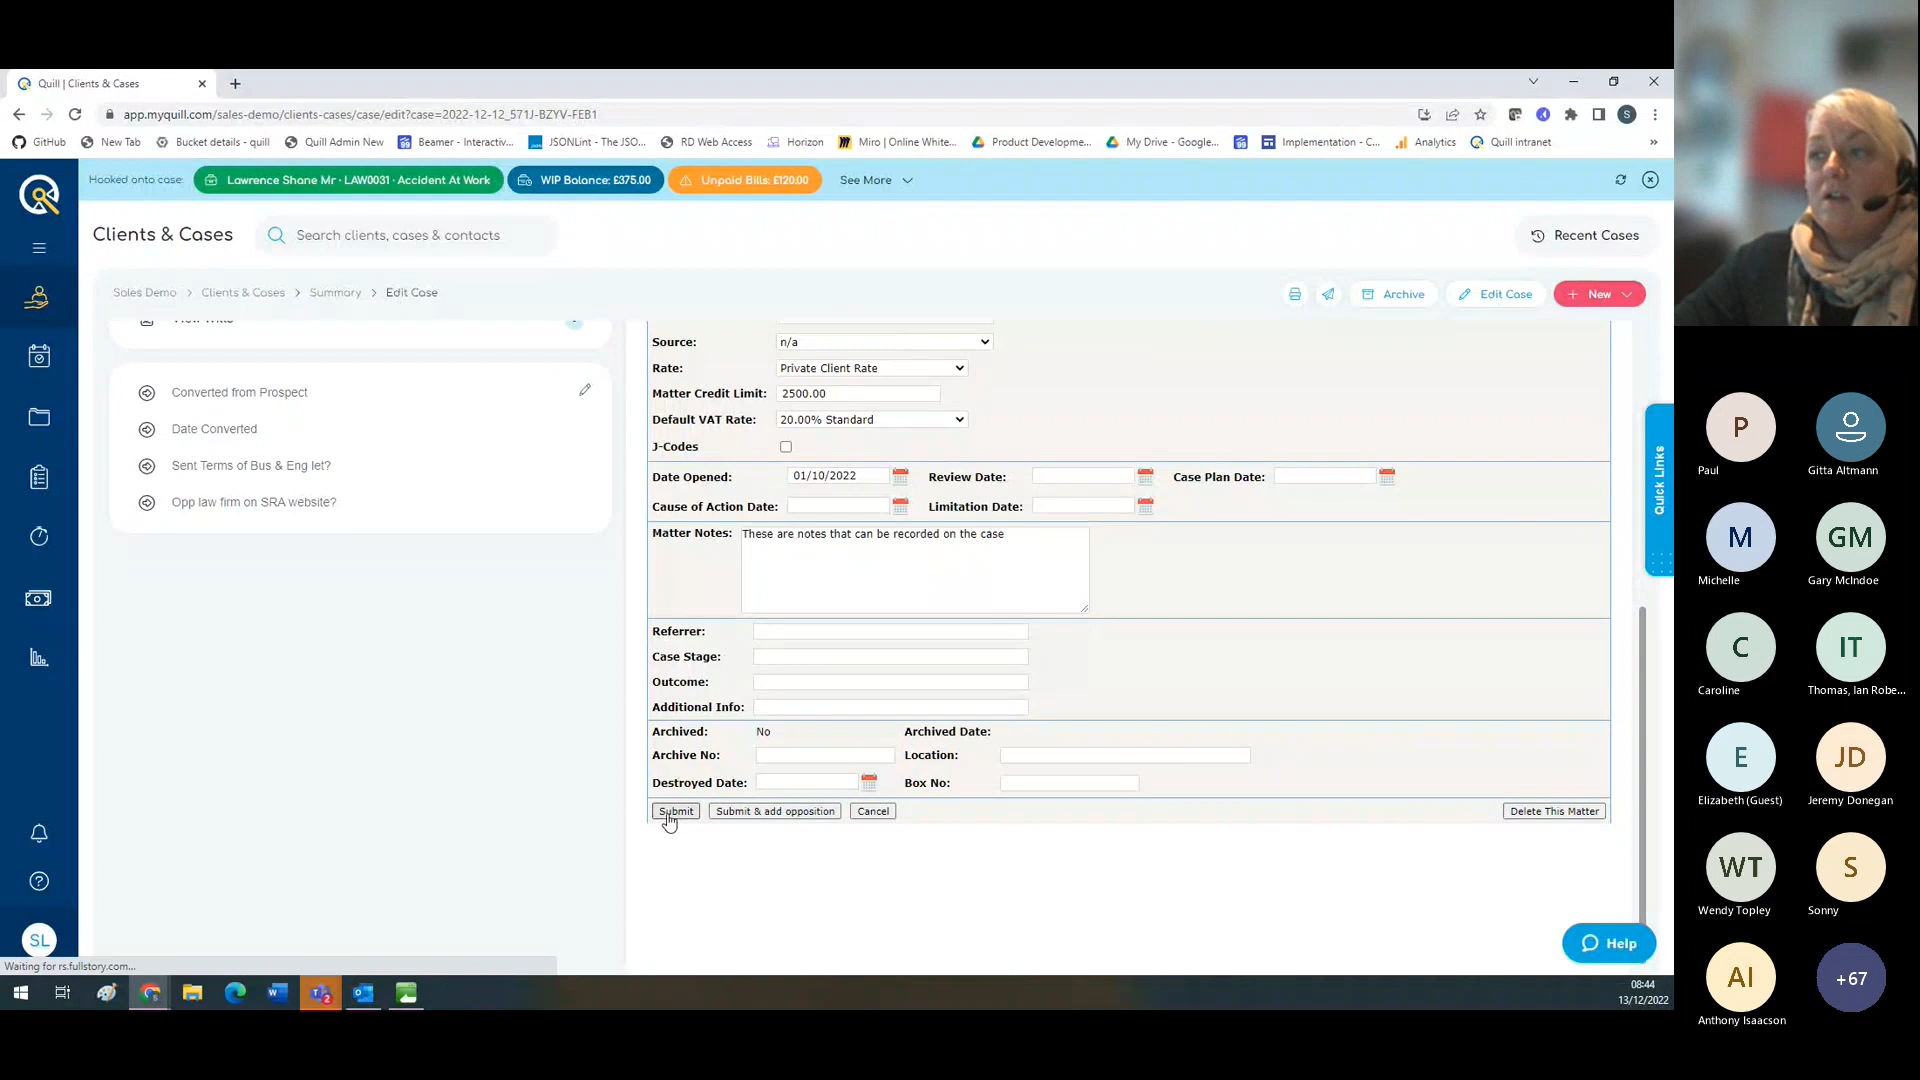 Quill | Clients & Cases
app.myquill.com/sales-demo/clients-cases/case/edit?case=2022-12-12_571J-BZYV-FEB1
S
GitHub New Tab Bucket details - quill Quill Admin New Beamer - Interactiv... JSONLint - The JSO... RD Web Access Horizon Miro | Online White... Product Developme... My Drive - Google... Implementation - C... Analytics Quill intranet »
Hooked onto case: Lawrence Shane Mr · LAW0031 · Accident At Work WIP Balance: £375.00 Unpaid Bills: £120.00 See More
Clients & Cases Search clients, cases & contacts Recent Cases
Sales Demo > Clients & Cases > Summary > Edit Case Archive Edit Case + New
Source: n/a
Rate: Private Client Rate
Matter Credit Limit: 2500.00
Default VAT Rate: 20.00% Standard
J-Codes
Date Opened: 01/10/2022 Review Date: Case Plan Date:
Cause of Action Date: Limitation Date:
Matter Notes: These are notes that can be recorded on the case
Referrer:
Case Stage:
Outcome:
Additional Info:
Archived: No Archived Date:
Archive No: Location:
Destroyed Date: Box No:
Submit Submit & add opposition Cancel Delete This Matter
Converted from Prospect
Date Converted
Sent Terms of Bus & Eng let?
Opp law firm on SRA website?
Quick Links
Help
SL
Waiting for rs.fullstory.com...
2
08:44
13/12/2022
P
Paul
Gitta Altmann
M
Michelle
GM
Gary McIndoe
C
Caroline
IT
Thomas, Ian Robe...
E
Elizabeth (Guest)
JD
Jeremy Donegan
WT
Wendy Topley
S
Sonny
AI
Anthony Isaacson
+67